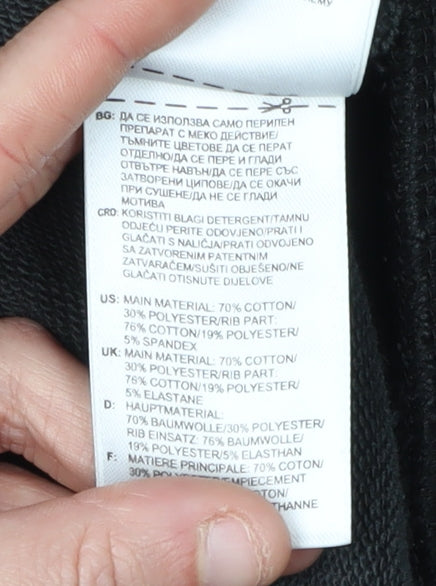 BG: ДА СЕ ИЗПОЛЗВА САМО ПЕРИЛЕН
ПРЕПАРАТ С МЕКО ДЕЙСТВИЕ/
ТЪМНИТЕ ЦВЕТОВЕ ДА СЕ ПЕРАТ
ОТДЕЛНО/ДА СЕ ПЕРЕ И ГЛАДИ
ОТВЪТРЕ НАВЪН/ДА СЕ ПЕРЕ СЪС
ЗАТВОРЕНИ ЦИПОВЕ/ДА СЕ ОКАЧИ
ПРИ СУШЕНЕ/ДА НЕ СЕ ГЛАДИ
МОТИВА
CRO: KORISTITI BLAGI DETERGENT/TAMNU
ODJEĆU PERITE ODOVJENO/PRATI I
GLAČATI S NALIČJA/PRATI ODVOJENO
SA ZATVORENIM PATENTNIM
ZATVARAČEM/SUŠITI OBJEŠENO/NE
GLAČATI OTISNUTE DIJELOVE
US: MAIN MATERIAL: 70% COTTON/
30% POLYESTER/RIB PART:
76% COTTON/19% POLYESTER/
5% SPANDEX
UK: MAIN MATERIAL: 70% COTTON/
30% POLYESTER/RIB PART:
76% COTTON/19% POLYESTER/
5% ELASTANE
D: HAUPTMATERIAL:
70% BAUMWOLLE/30% POLYESTER/
RIB EINSATZ: 76% BAUMWOLLE/
19% POLYESTER/5% ELASTHAN
F: MATIERE PRINCIPALE: 70% COTON/
30% POLYESTER/EMPIECEMENT